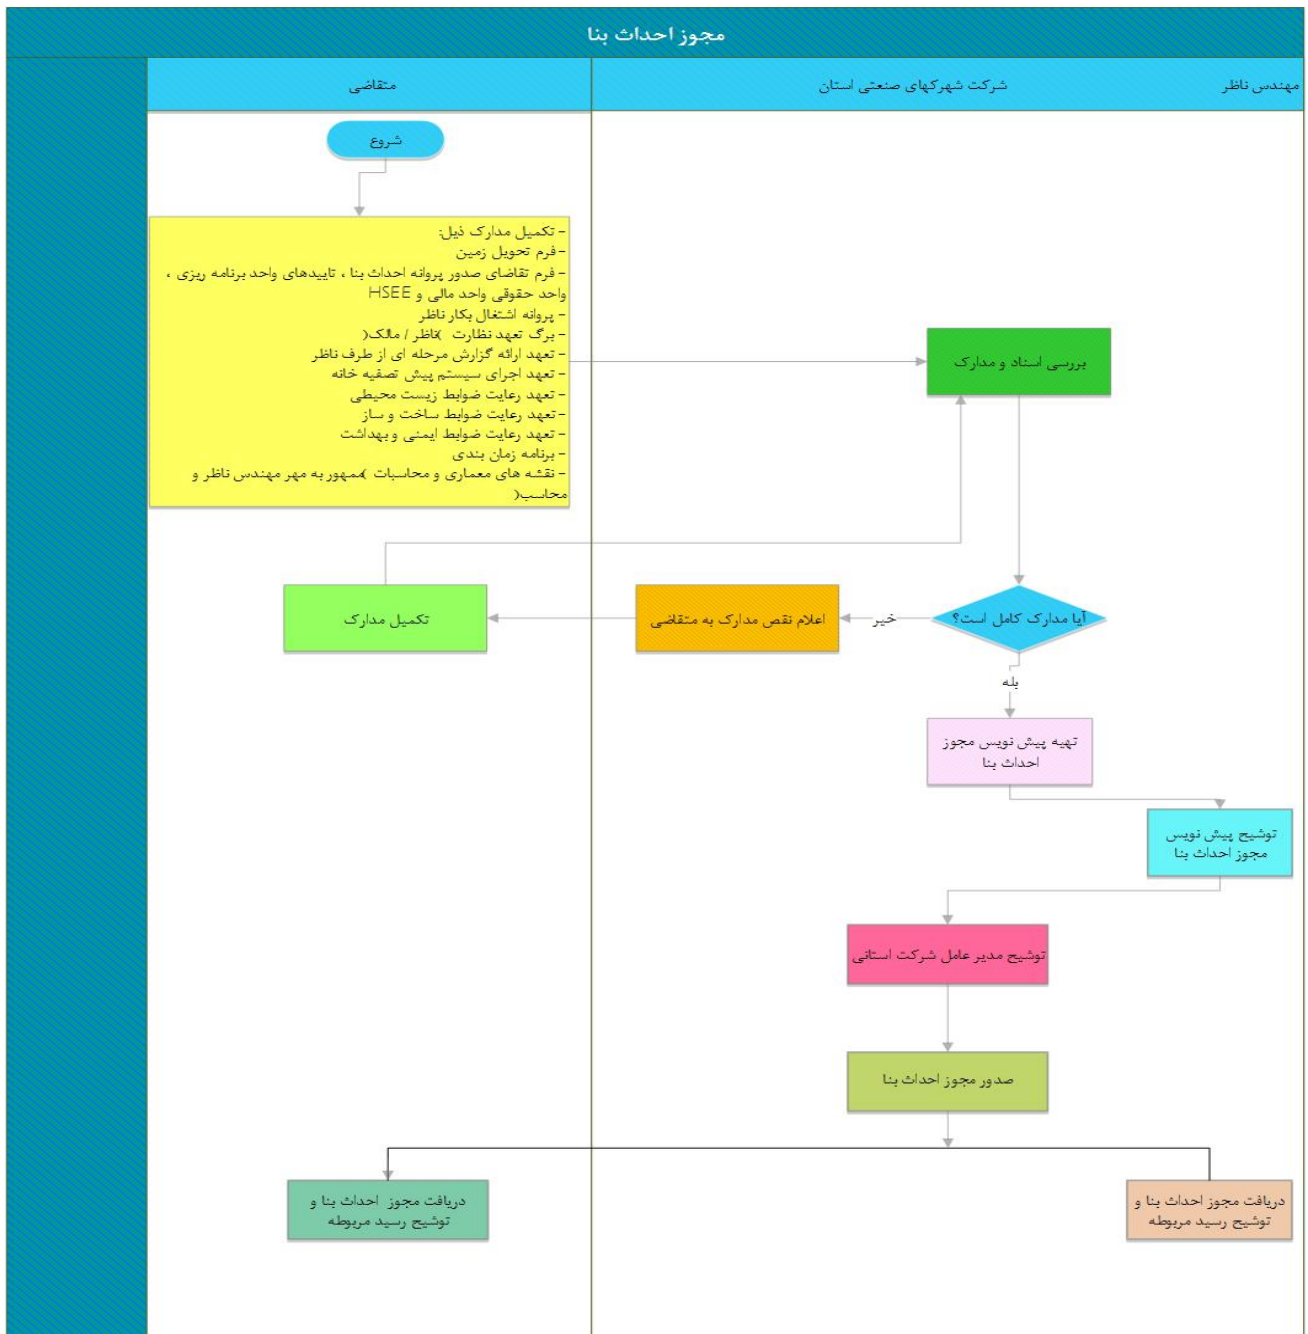 مجوز احداث بنا
مهندس ناظر
شرکت شهرکهای صنعتی استان
متقاضی
شروع
- تکمیل مدارک ذیل:
- فرم تحویل زمین
- فرم تقاضای صدور پروانه احداث بنا ، تاییدهای واحد برنامه ریزی ،
واحد حقوقی واحد مالی و HSEE
- پروانه اشتغال بکار ناظر
- برگ تعهد نظارت )ناظر / مالک(
- تعهد ارائه گزارش مرحله ای از طرف ناظر
- تعهد اجرای سیستم پیش تصفیه خانه
- تعهد رعایت ضوابط زیست محیطی
- تعهد رعایت ضوابط ساخت و ساز
- تعهد رعایت ضوابط ایمنی و بهداشت
- برنامه زمان بندی
- نقشه های معماری و محاسبات )ممهور به مهر مهندس ناظر و
محاسب(
بررسی اسناد و مدارک
آیا مدارک کامل است؟
خیر
اعلام نقص مدارک به متقاضی
تکمیل مدارک
بله
تهیه پیش نویس مجوز
احداث بنا
توشیح پیش نویس
مجوز احداث بنا
توشیح مدیر عامل شرکت استانی
صدور مجوز احداث بنا
دریافت مجوز احداث بنا و
توشیح رسید مربوطه
دریافت مجوز احداث بنا و
توشیح رسید مربوطه